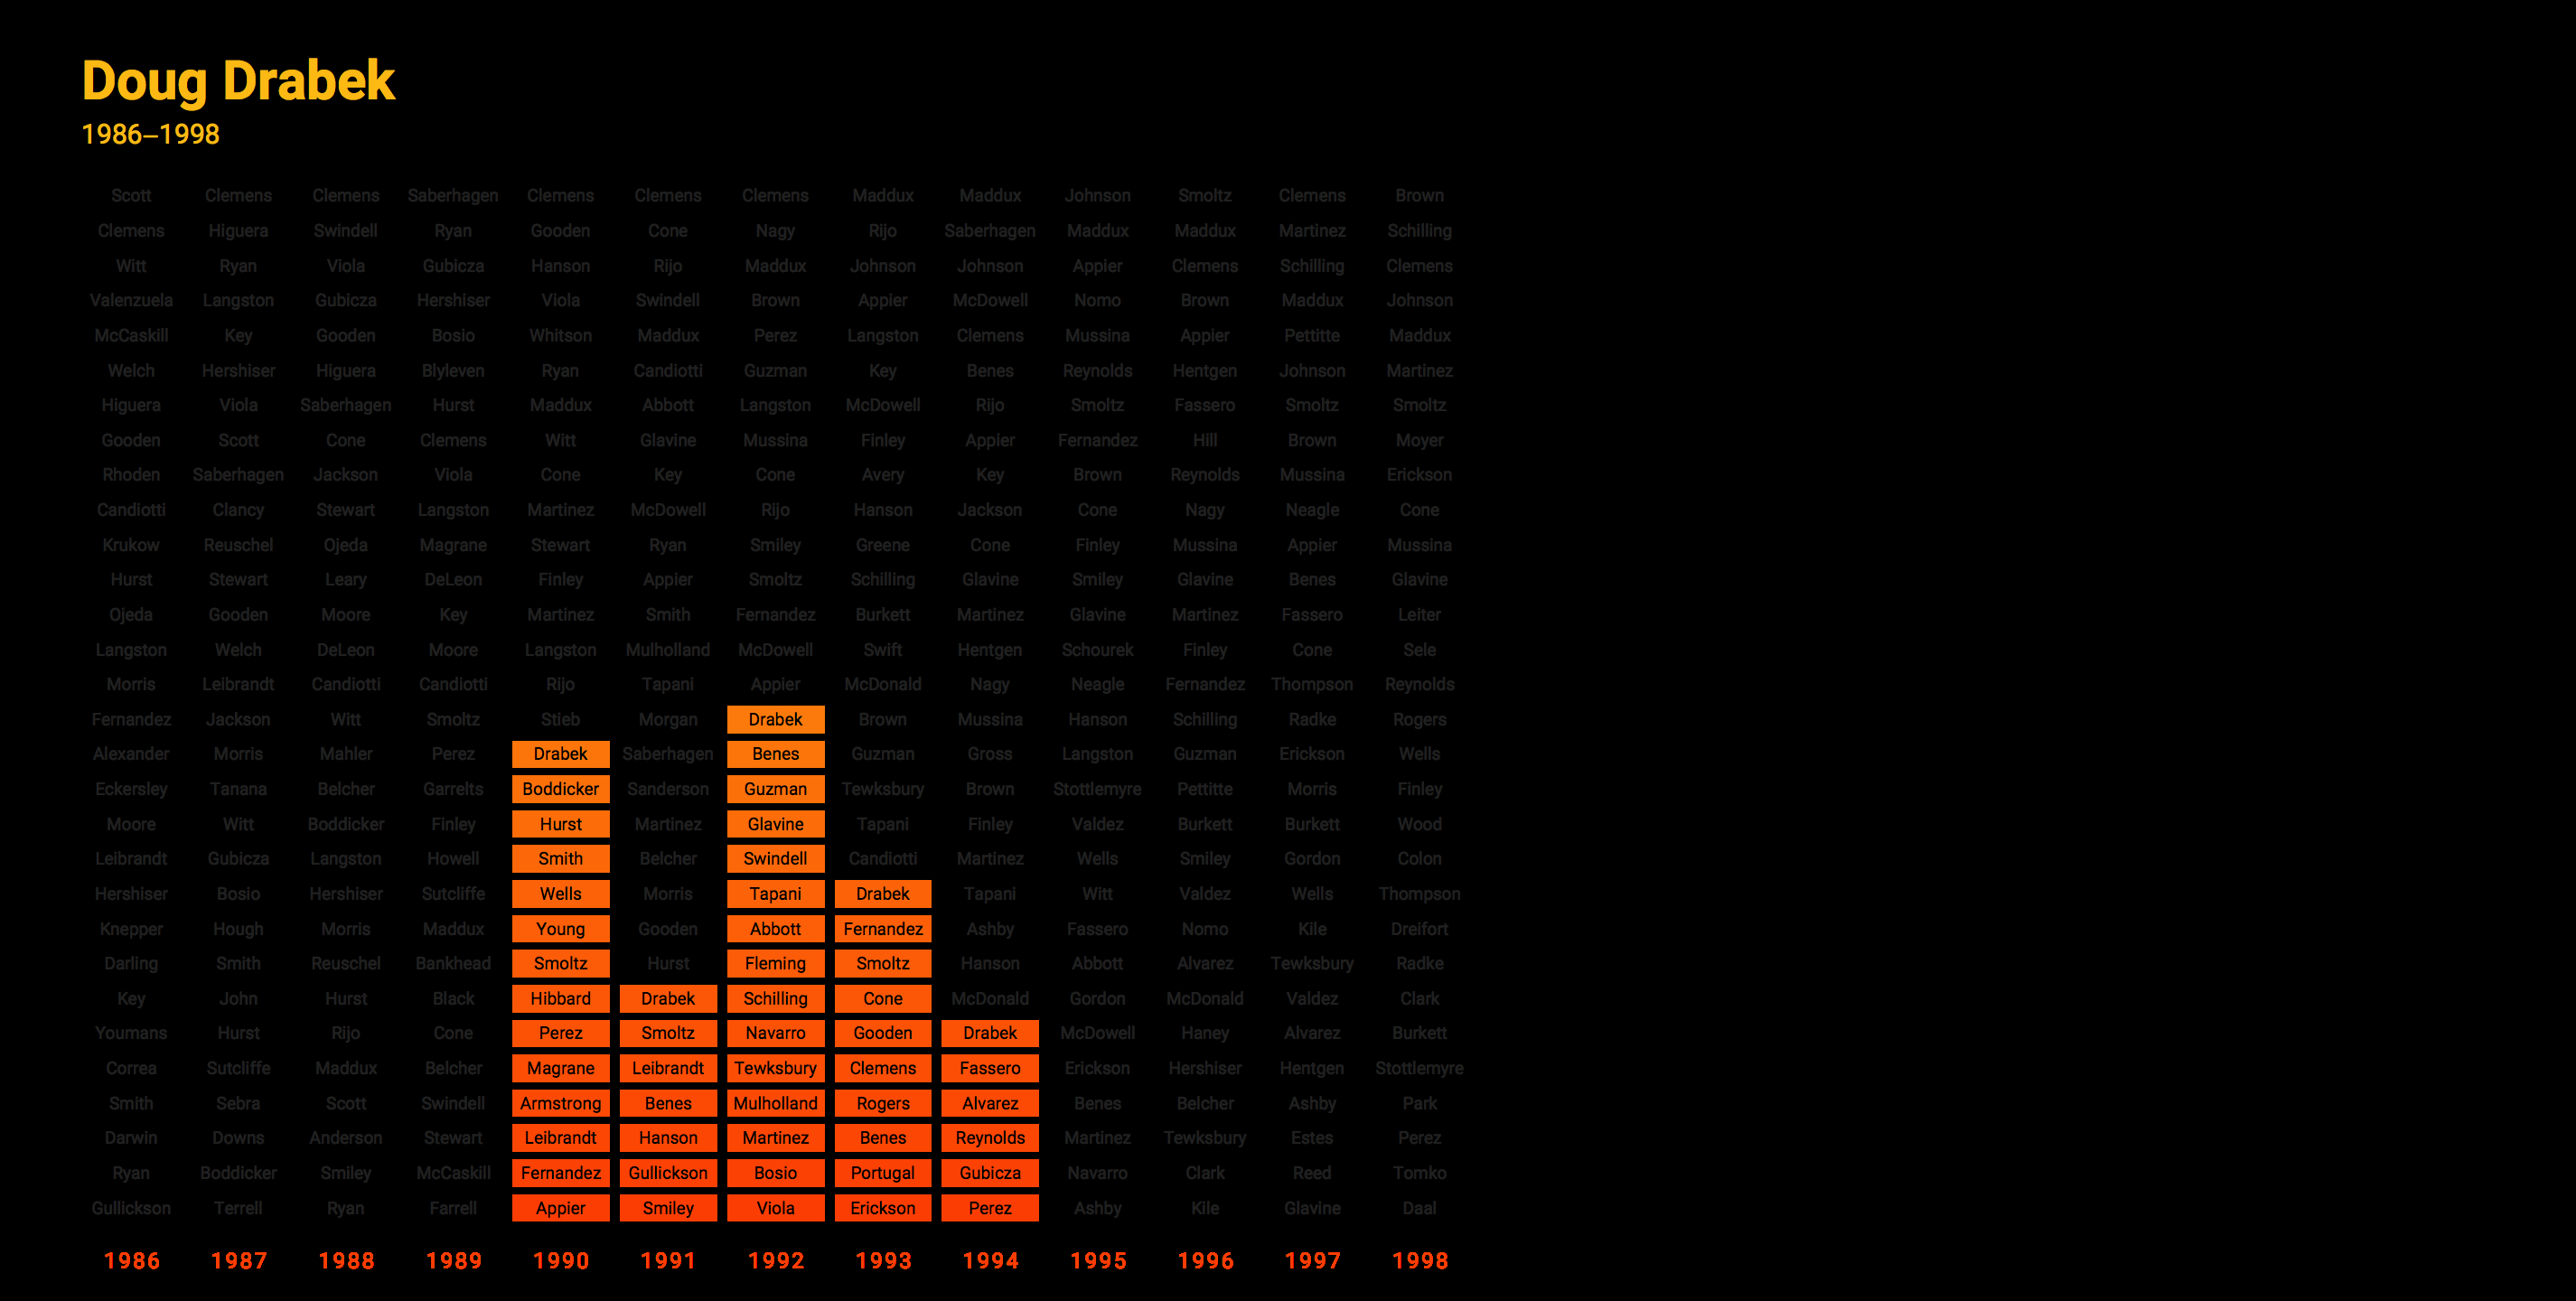 Doug Drabek
1986–1998
Scott Clemens Clemens Saberhagen Clemens Clemens Clemens Maddux Maddux Johnson Smoltz Clemens Brown
Clemens Higuera Swindell Ryan Gooden Cone Nagy Rijo Saberhagen Maddux Maddux Martinez Schilling
Witt Ryan Viola Gubicza Hanson Rijo Maddux Johnson Johnson Appier Clemens Schilling Clemens
Valenzuela Langston Gubicza Hershiser Viola Swindell Brown Appier McDowell Nomo Brown Maddux Johnson
McCaskill Key Gooden Bosio Whitson Maddux Perez Langston Clemens Mussina Appier Pettitte Maddux
Welch Hershiser Higuera Blyleven Ryan Candiotti Guzman Key Benes Reynolds Hentgen Johnson Martinez
Higuera Viola Saberhagen Hurst Maddux Abbott Langston McDowell Rijo Smoltz Fassero Smoltz Smoltz
Gooden Scott Cone Clemens Witt Glavine Mussina Finley Appier Fernandez Hill Brown Moyer
Rhoden Saberhagen Jackson Viola Cone Key Cone Avery Key Brown Reynolds Mussina Erickson
Candiotti Clancy Stewart Langston Martinez McDowell Rijo Hanson Jackson Cone Nagy Neagle Cone
Krukow Reuschel Ojeda Magrane Stewart Ryan Smiley Greene Cone Finley Mussina Appier Mussina
Hurst Stewart Leary DeLeon Finley Appier Smoltz Schilling Glavine Smiley Glavine Benes Glavine
Ojeda Gooden Moore Key Martinez Smith Fernandez Burkett Martinez Glavine Martinez Fassero Leiter
Langston Welch DeLeon Moore Langston Mulholland McDowell Swift Hentgen Schourek Finley Cone Sele
Morris Leibrandt Candiotti Candiotti Rijo Tapani Appier McDonald Nagy Neagle Fernandez Thompson Reynolds
Fernandez Jackson Witt Smoltz Stieb Morgan Drabek Brown Mussina Hanson Schilling Radke Rogers
Alexander Morris Mahler Perez Drabek Saberhagen Benes Guzman Gross Langston Guzman Erickson Wells
Eckersley Tanana Belcher Garrelts Boddicker Sanderson Guzman Tewksbury Brown Stottlemyre Pettitte Morris Finley
Moore Witt Boddicker Finley Hurst Martinez Glavine Tapani Finley Valdez Burkett Burkett Wood
Leibrandt Gubicza Langston Howell Smith Belcher Swindell Candiotti Martinez Wells Smiley Gordon Colon
Hershiser Bosio Hershiser Sutcliffe Wells Morris Tapani Drabek Tapani Witt Valdez Wells Thompson
Knepper Hough Morris Maddux Young Gooden Abbott Fernandez Ashby Fassero Nomo Kile Dreifort
Darling Smith Reuschel Bankhead Smoltz Hurst Fleming Smoltz Hanson Abbott Alvarez Tewksbury Radke
Key John Hurst Black Hibbard Drabek Schilling Cone McDonald Gordon McDonald Valdez Clark
Youmans Hurst Rijo Cone Perez Smoltz Navarro Gooden Drabek McDowell Haney Alvarez Burkett
Correa Sutcliffe Maddux Belcher Magrane Leibrandt Tewksbury Clemens Fassero Erickson Hershiser Hentgen Stottlemyre
Smith Sebra Scott Swindell Armstrong Benes Mulholland Rogers Alvarez Benes Belcher Ashby Park
Darwin Downs Anderson Stewart Leibrandt Hanson Martinez Benes Reynolds Martinez Tewksbury Estes Perez
Ryan Boddicker Smiley McCaskill Fernandez Gullickson Bosio Portugal Gubicza Navarro Clark Reed Tomko
Gullickson Terrell Ryan Farrell Appier Smiley Viola Erickson Perez Ashby Kile Glavine Daal
1986 1987 1988 1989 1990 1991 1992 1993 1994 1995 1996 1997 1998